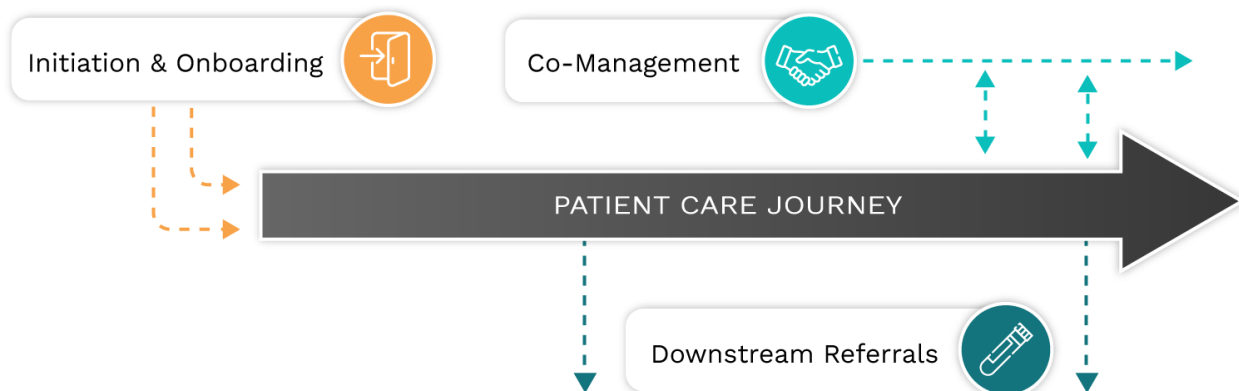 Initiation & Onboarding
Co-Management
PATIENT CARE JOURNEY
Downstream Referrals